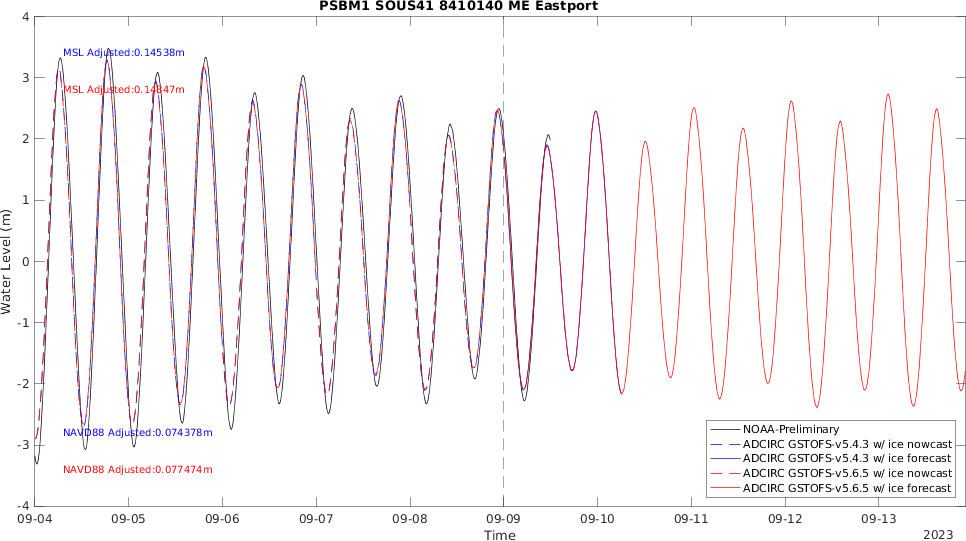 PSBM1 SOUS41 8410140 ME Eastport
4
3
2
1
0
-1
-2
-3
-4
Water Level (m)
MSL Adjusted:0.14538m
MSL Adjusted:0.14847m
NAVD88 Adjusted:0.074378m
NAVD88 Adjusted:0.077474m
NOAA-Preliminary
ADCIRC GSTOFS-v5.4.3 w/ ice nowcast
ADCIRC GSTOFS-v5.4.3 w/ ice forecast
ADCIRC GSTOFS-v5.6.5 w/ ice nowcast
ADCIRC GSTOFS-v5.6.5 w/ ice forecast
09-04 09-05 09-06 09-07 09-08 09-09 09-10 09-11 09-12 09-13
Time
2023